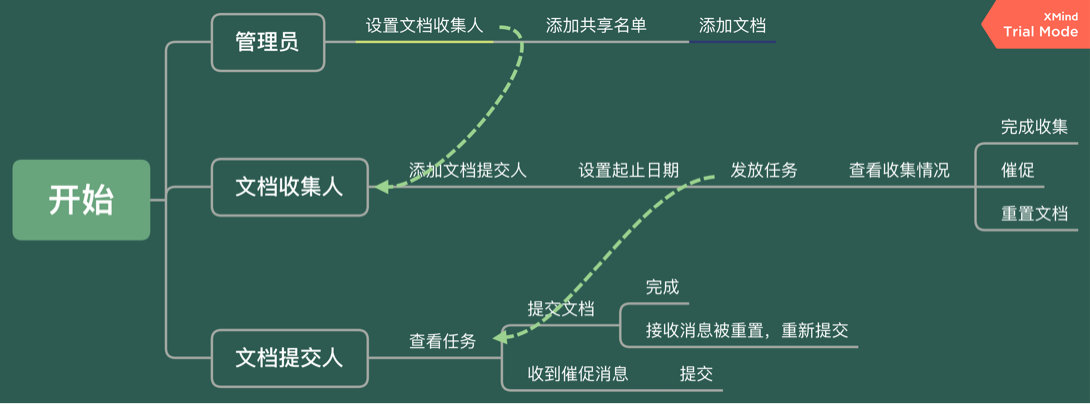 XMind
Trial Mode
开始
管理员
设置文档收集人
添加共享名单
添加文档
文档收集人
添加文档提交人
设置起止日期
发放任务
查看收集情况
完成收集
催促
重置文档
文档提交人
查看任务
提交文档
完成
接收消息被重置，重新提交
收到催促消息
提交